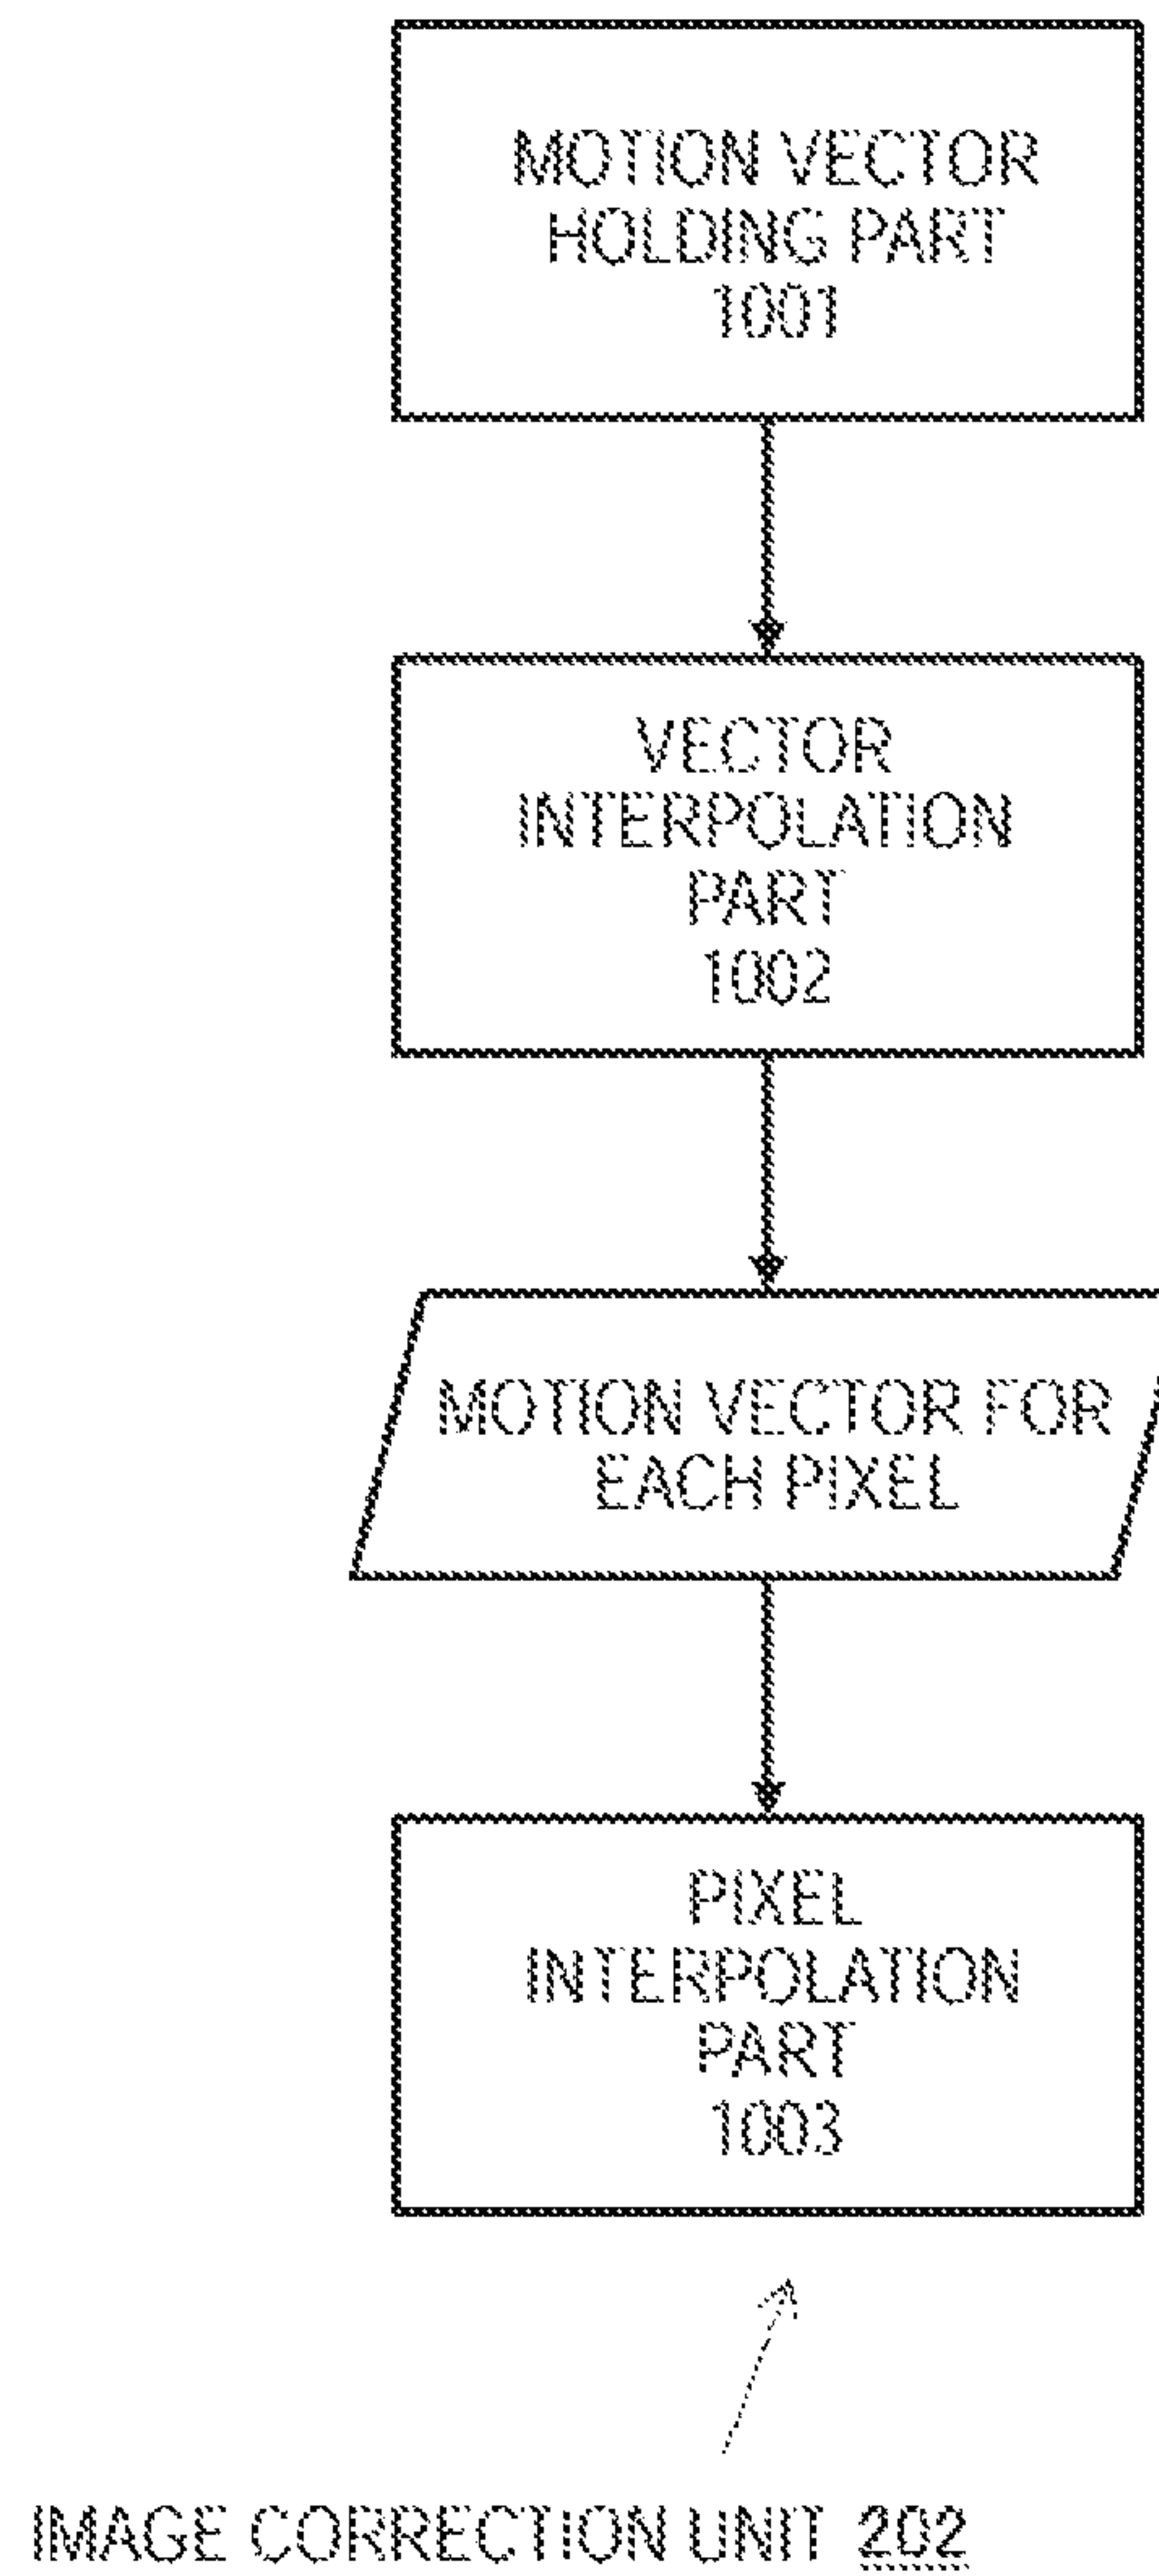 MOTION VECTOR
HOLDING PART
1001
VECTOR
INTERPOLATION
PART
1002
MOTION VECTOR FOR
EACH PIXEL
PIXEL
INTERPOLATION
PART
1003
IMAGE CORRECTION UNIT 202